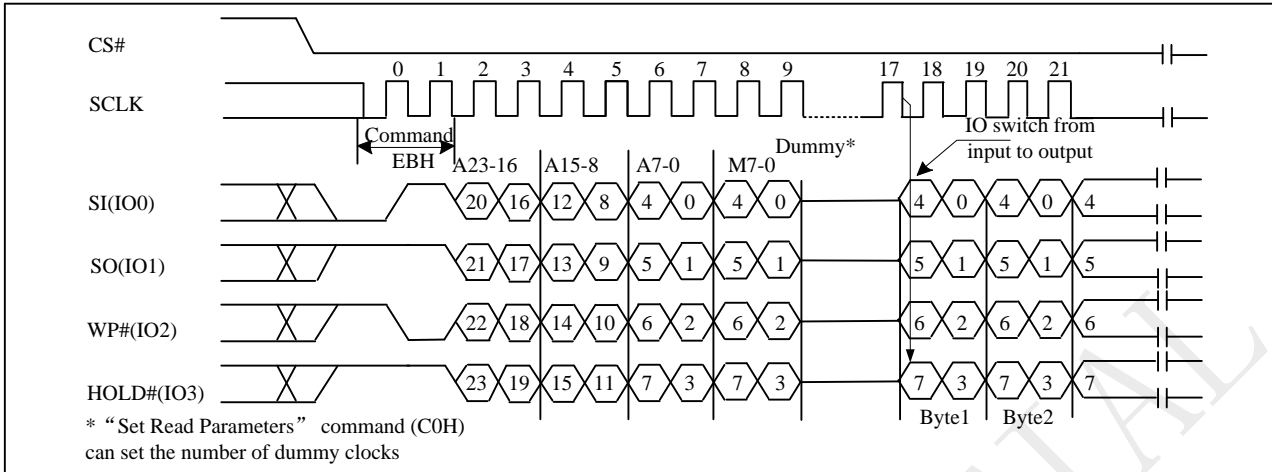 CS#
0 1 2 3 4 5 6 7 8 9 17 18 19 20 21
SCLK
Command
EBH
IO switch from
input to output
Dummy*
A23-16 A15-8 A7-0 M7-0
SI(IO0) 20 16 12 8 4 0 4 0 4 0 4 0 4
SO(IO1) 21 17 13 9 5 1 5 1 5 1 5 1 5
WP#(IO2) 22 18 14 10 6 2 6 2 6 2 6 2 6
HOLD#(IO3) 23 19 15 11 7 3 7 3 7 3 7 3 7
Byte1 Byte2
* “Set Read Parameters” command (C0H)
can set the number of dummy clocks
IAL